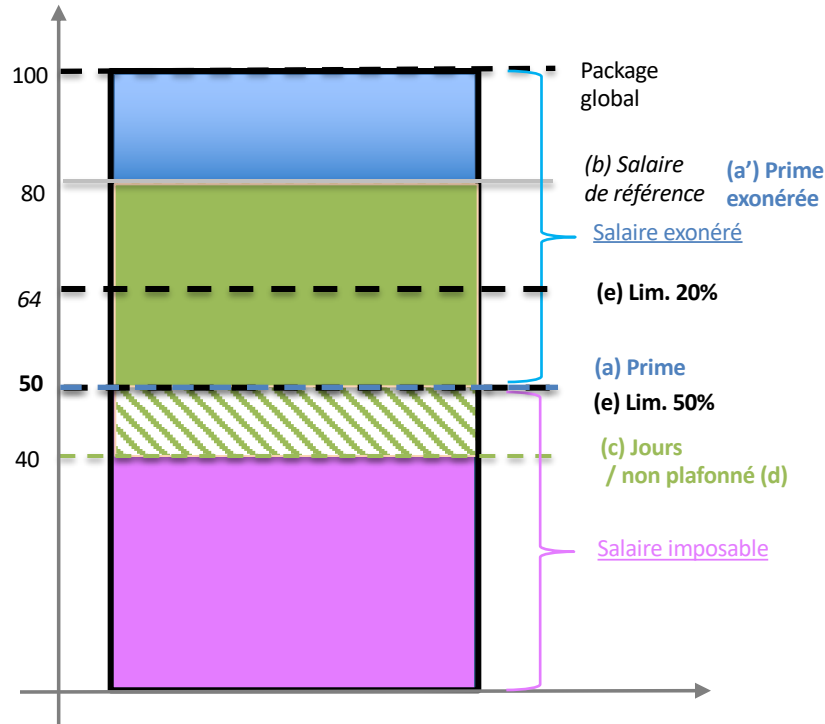 100
Package
global
(b) Salaire
de référence
(a’) Prime
exonérée
80
Salaire exonéré
64
(e) Lim. 20%
(a) Prime
50
(e) Lim. 50%
(c) Jours
/ non plafonné (d)
40
Salaire imposable